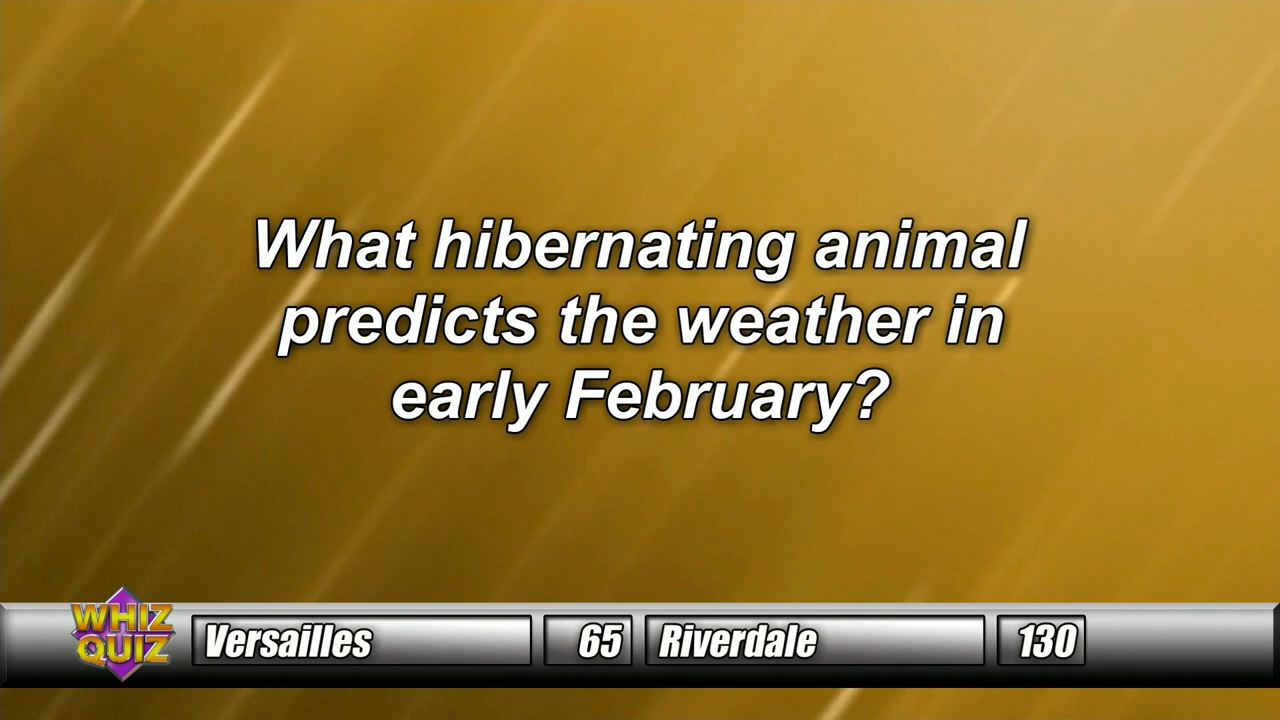 What hibernating animal
predicts the weather in
early February?
WHIZ
QUIZ
Versailles 65 Riverdale 130